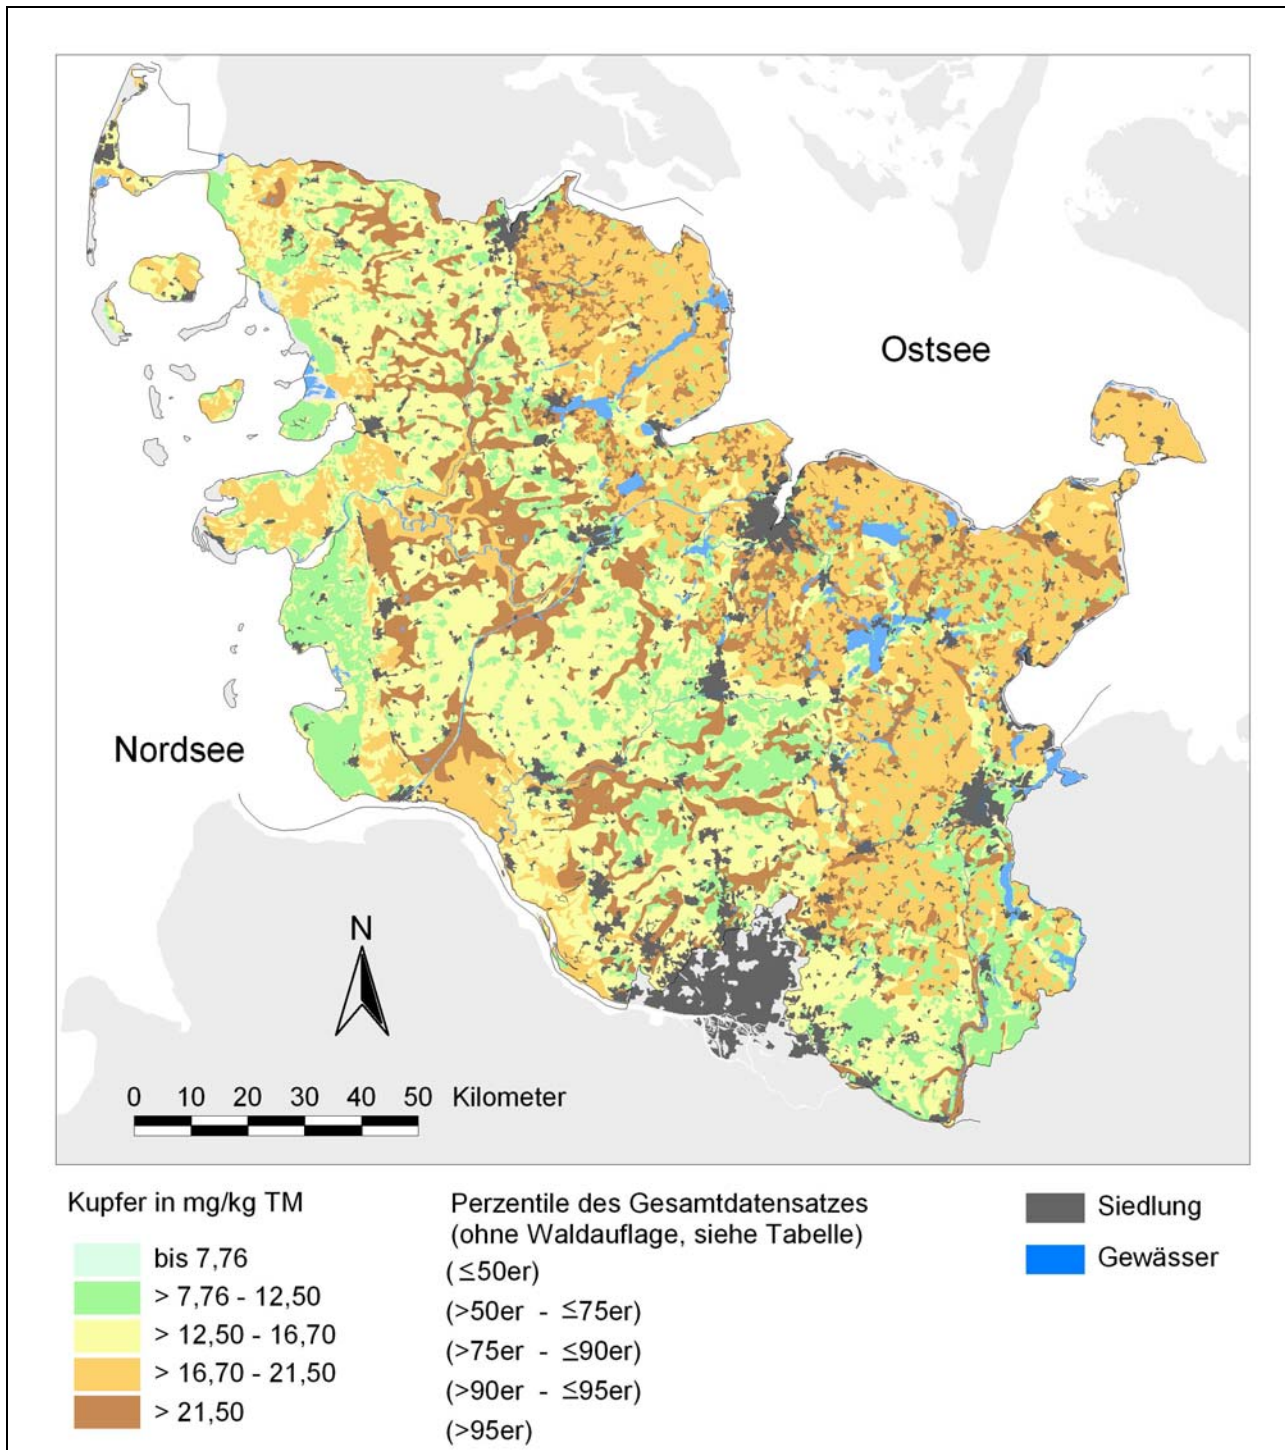 Ostsee
Nordsee
N
0 10 20 30 40 50 Kilometer
Kupfer in mg/kg TM
bis 7,76
> 7,76 - 12,50
> 12,50 - 16,70
> 16,70 - 21,50
> 21,50
Perzentile des Gesamtdatensatzes
(ohne Waldauflage, siehe Tabelle)
(≤50er)
(>50er - ≤75er)
(>75er - ≤90er)
(>90er - ≤95er)
(>95er)
Siedlung
Gewässer